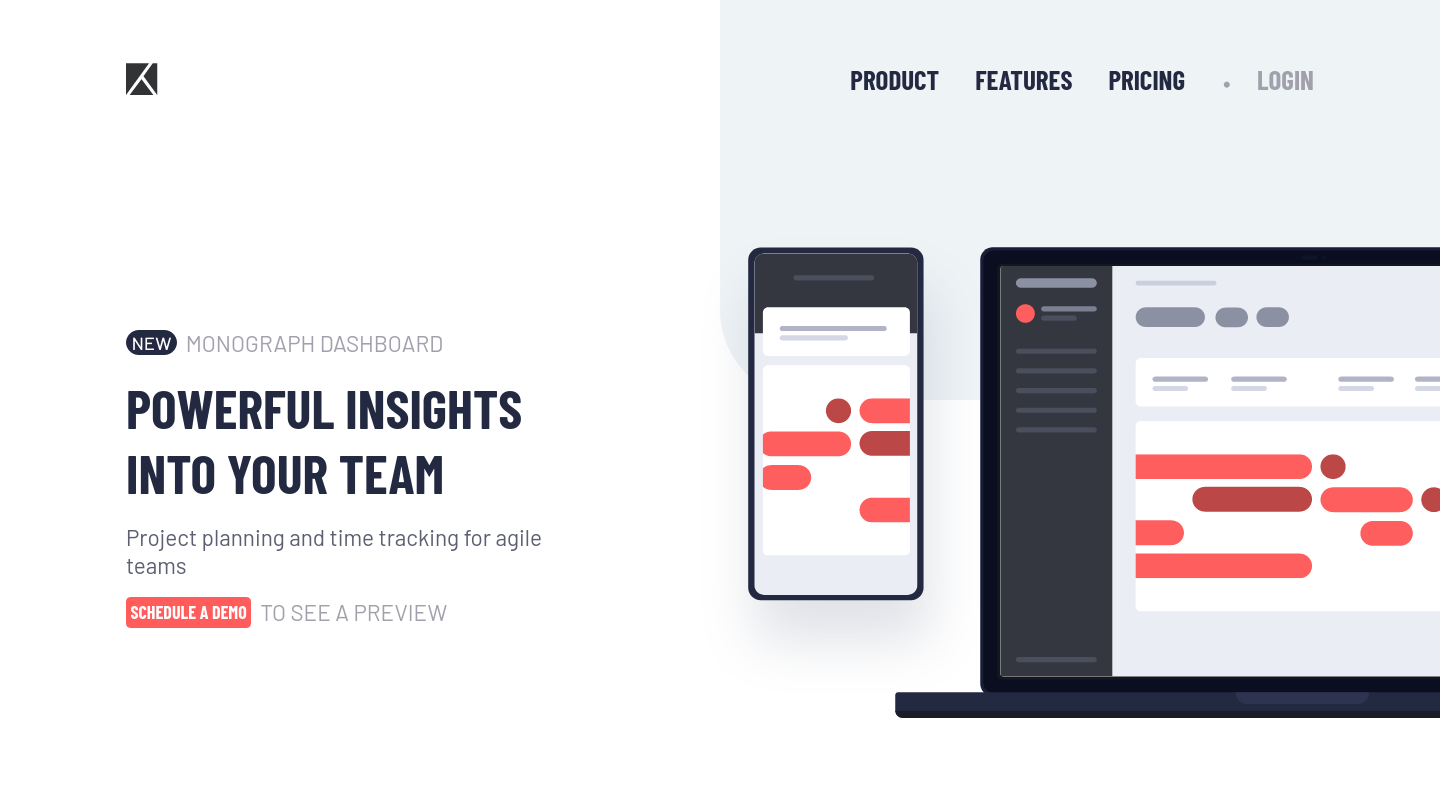 PRODUCT FEATURES PRICING • LOGIN
NEW MONOGRAPH DASHBOARD
POWERFUL INSIGHTS
INTO YOUR TEAM
Project planning and time tracking for agile
teams
SCHEDULE A DEMO TO SEE A PREVIEW